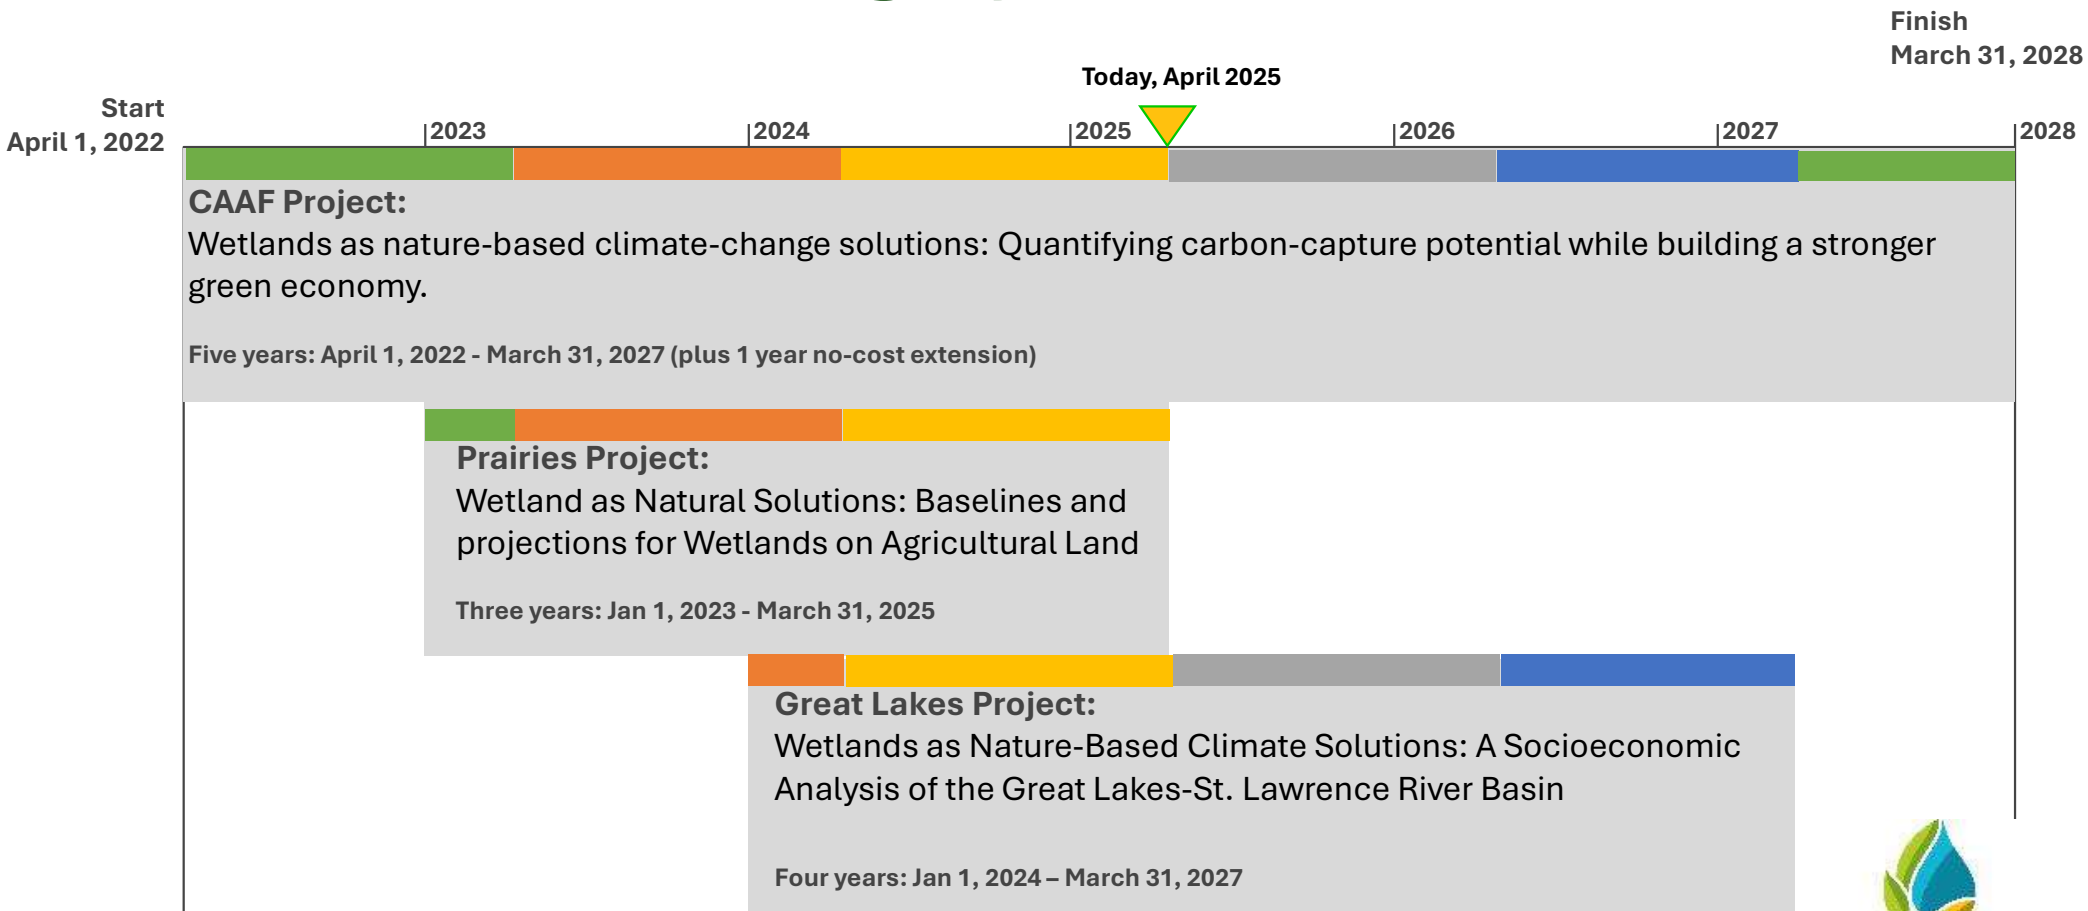 Finish
March 31, 2028
Today, April 2025
Start
April 1, 2022
|2023
|2024
|2025
|2026
|2027
|2028
CAAF Project:
Wetlands as nature-based climate-change solutions: Quantifying carbon-capture potential while building a stronger
green economy.
Five years: April 1, 2022 - March 31, 2027 (plus 1 year no-cost extension)
Prairies Project:
Wetland as Natural Solutions: Baselines and
projections for Wetlands on Agricultural Land
Three years: Jan 1, 2023 - March 31, 2025
Great Lakes Project:
Wetlands as Nature-Based Climate Solutions: A Socioeconomic
Analysis of the Great Lakes-St. Lawrence River Basin
Four years: Jan 1, 2024 – March 31, 2027